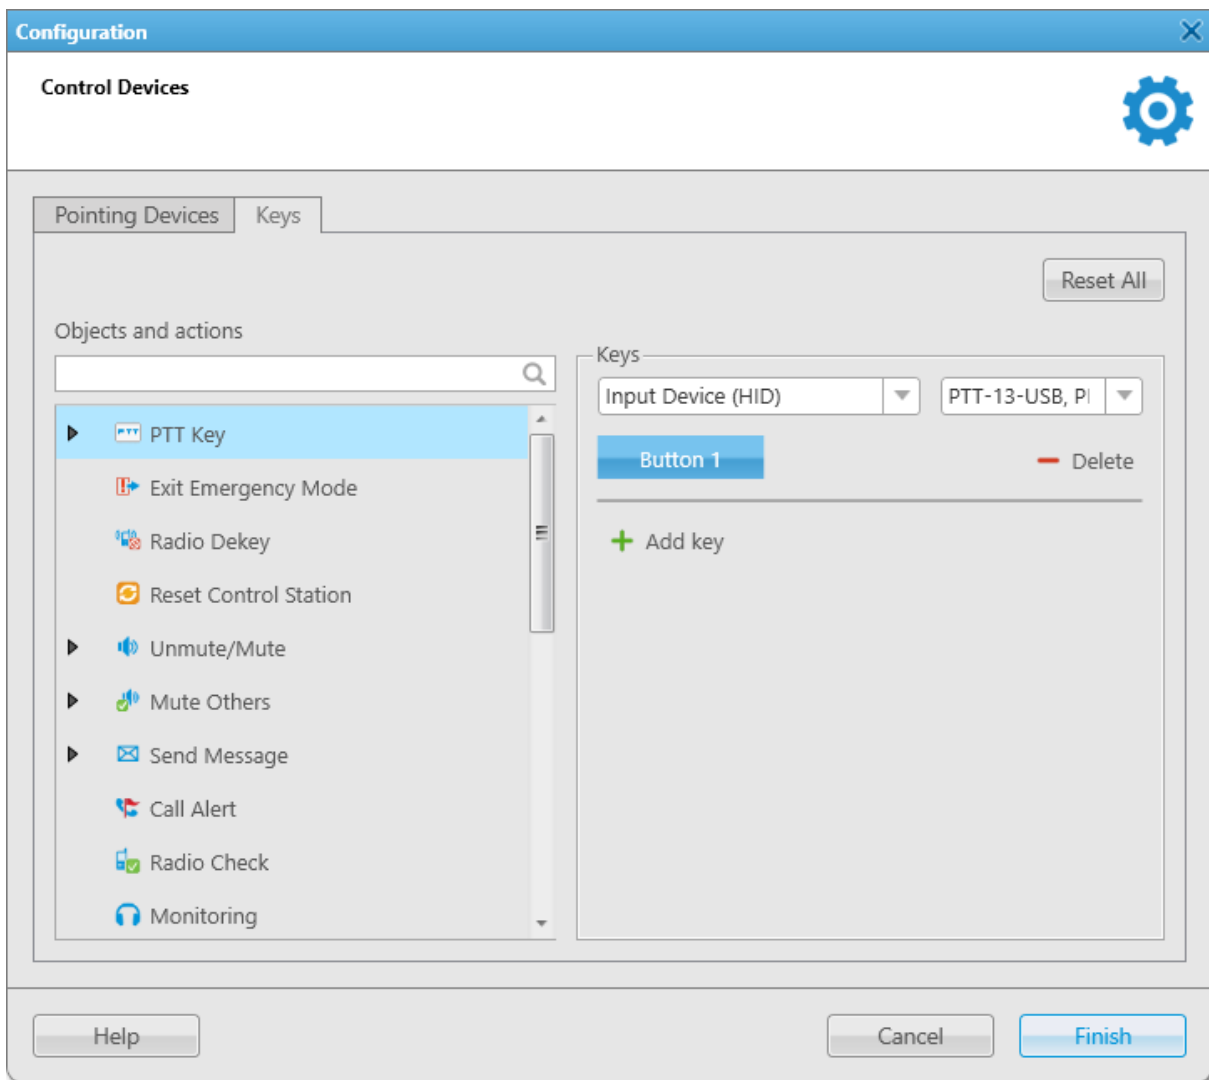 Configuration
Control Devices
Pointing Devices
Keys
Reset All
Objects and actions
Keys
Input Device (HID)
PTT-13-USB,
PTT PTT Key
Button 1
Delete
Exit Emergency Mode
Radio Dekey
Add key
Reset Control Station
Unmute/Mute
Mute Others
Send Message
Call Alert
Radio Check
Monitoring
Help
Cancel
Finish